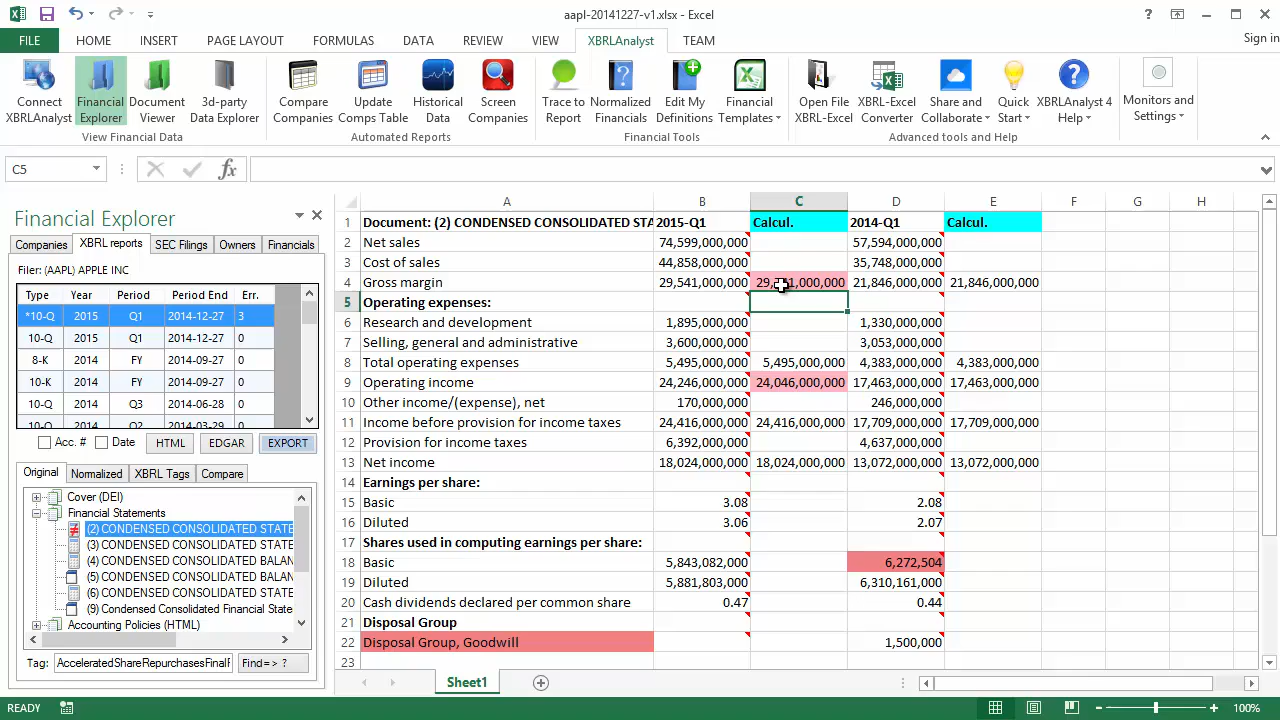 aapl-20141227-v1.xlsx - Excel
FILE HOME INSERT PAGE LAYOUT FORMULAS DATA REVIEW VIEW XBRLAnalyst TEAM Sign in
Connect XBRLAnalyst
Financial Explorer
Document Viewer
3d-party Data Explorer
Compare Companies
Update Comps Table
Historical Data
Screen Companies
Trace to Report
Normalized Financials
Edit My Definitions
Financial Templates
Open File XBRL-Excel
XBRL-Excel Converter
Share and Collaborate
Quick Start
XBRLAnalyst 4 Help
Monitors and Settings
View Financial Data Automated Reports Financial Tools Advanced tools and Help
C5 fx
Financial Explorer
Companies XBRL reports SEC Filings Owners Financials
Filer: (AAPL) APPLE INC
Type Year Period Period End Err.
*10-Q 2015 Q1 2014-12-27 3
10-Q 2015 Q1 2014-12-27 0
8-K 2014 FY 2014-09-27 0
10-K 2014 FY 2014-09-27 0
10-Q 2014 Q3 2014-06-28 0
10-Q 2014 Q2 2014-03-29 0
Acc. # Date HTML EDGAR EXPORT
Original Normalized XBRL Tags Compare
Cover (DEI)
Financial Statements
(2) CONDENSED CONSOLIDATED STATE
(3) CONDENSED CONSOLIDATED STATE
(4) CONDENSED CONSOLIDATED BALAN
(5) CONDENSED CONSOLIDATED BALAN
(6) CONDENSED CONSOLIDATED STATE
(9) Condensed Consolidated Financial State
Accounting Policies (HTML)
Tag: AcceleratedShareRepurchasesFinalF Find=> ?
A B C D E F G H
1 Document: (2) CONDENSED CONSOLIDATED STA 2015-Q1 Calcul. 2014-Q1 Calcul.
2 Net sales 74,599,000,000 57,594,000,000
3 Cost of sales 44,858,000,000 35,748,000,000
4 Gross margin 29,541,000,000 21,846,000,000 21,846,000,000
5 Operating expenses:
6 Research and development 1,895,000,000 1,330,000,000
7 Selling, general and administrative 3,600,000,000 3,053,000,000
8 Total operating expenses 5,495,000,000 5,495,000,000 4,383,000,000 4,383,000,000
9 Operating income 24,246,000,000 24,046,000,000 17,463,000,000 17,463,000,000
10 Other income/(expense), net 170,000,000 246,000,000
11 Income before provision for income taxes 24,416,000,000 24,416,000,000 17,709,000,000 17,709,000,000
12 Provision for income taxes 6,392,000,000 4,637,000,000
13 Net income 18,024,000,000 18,024,000,000 13,072,000,000 13,072,000,000
14 Earnings per share:
15 Basic 3.08 2.08
16 Diluted 3.06 2.07
17 Shares used in computing earnings per share:
18 Basic 5,843,082,000 6,272,504
19 Diluted 5,881,803,000 6,310,161,000
20 Cash dividends declared per common share 0.47 0.44
21 Disposal Group
22 Disposal Group, Goodwill 1,500,000
23
Sheet1
READY 100%